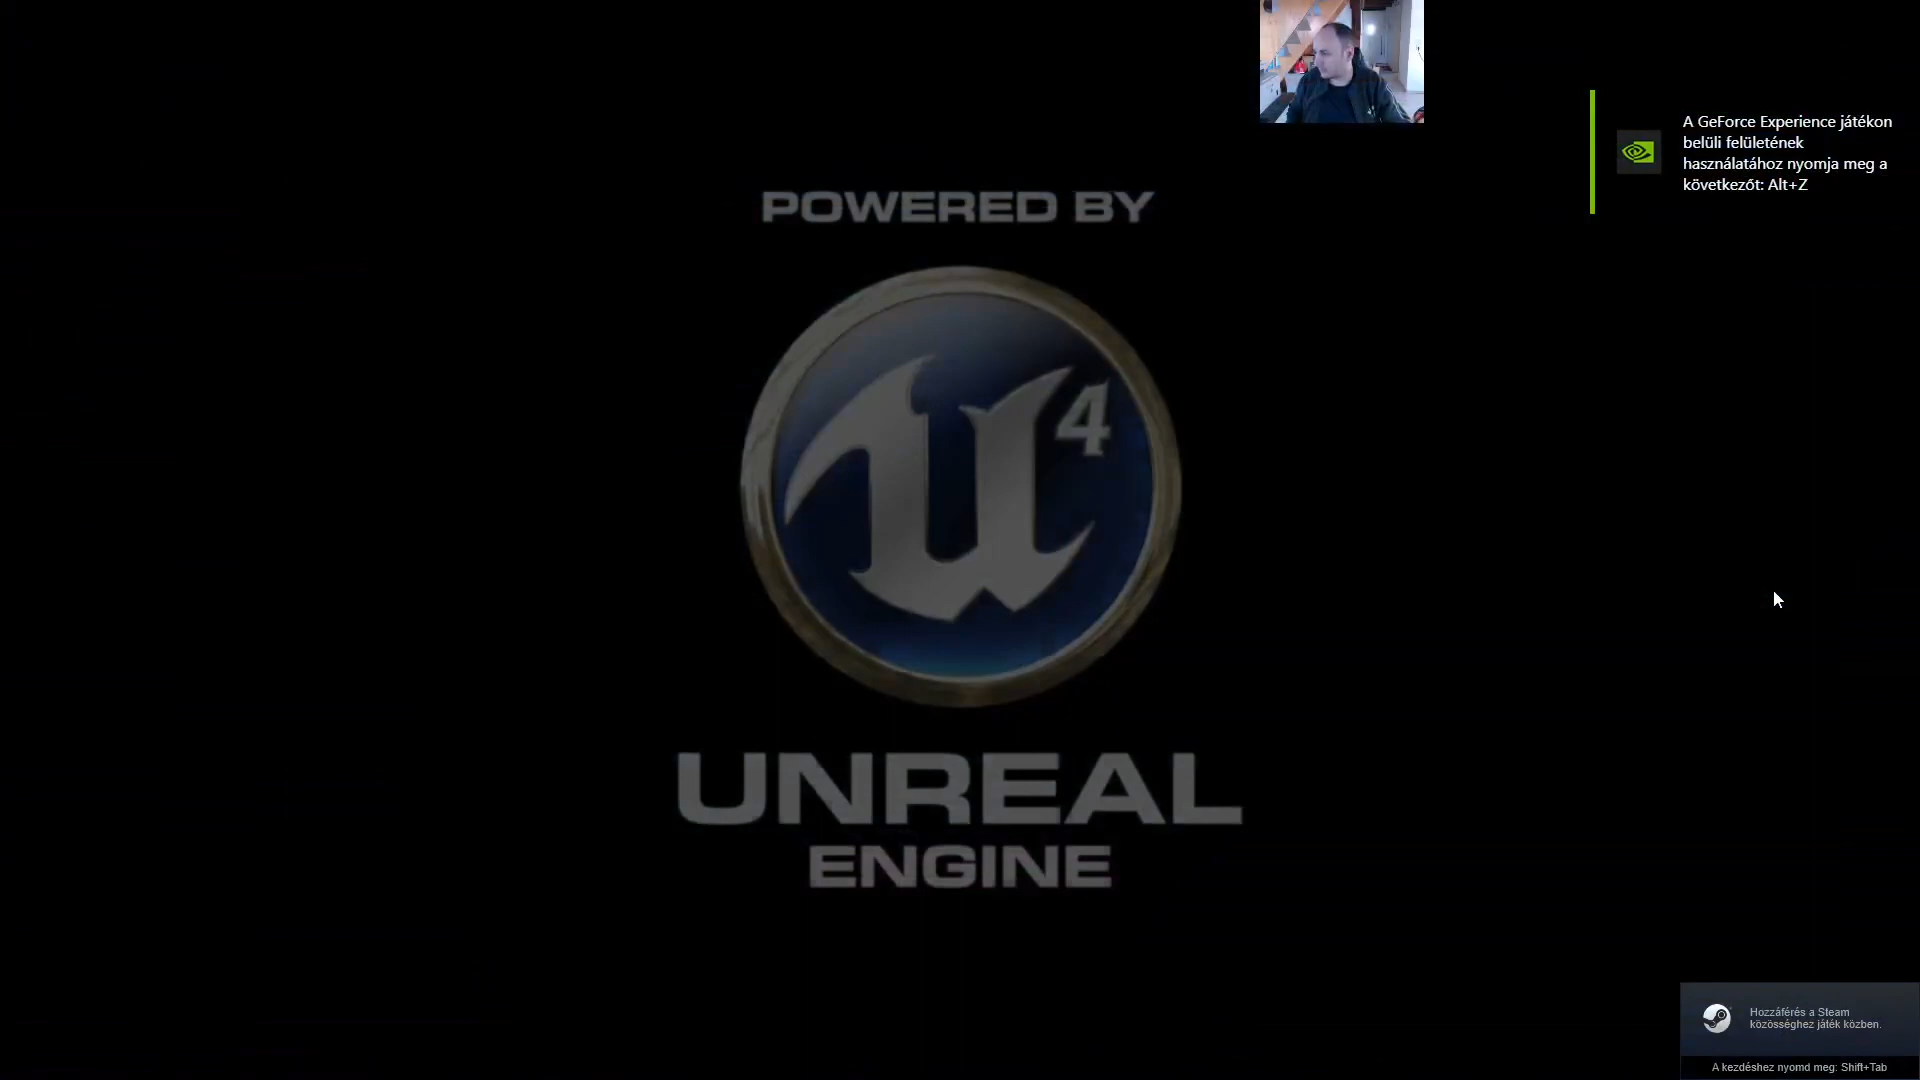 A GeForce Experience játékon
belüli felületének
használatához nyomja meg a
következőt: Alt+Z
POWERED BY
U4
UNREAL
ENGINE
Hozzáférés a Steam
közösséghez játék közben.
A kezdéshez nyomd meg: Shift+Tab